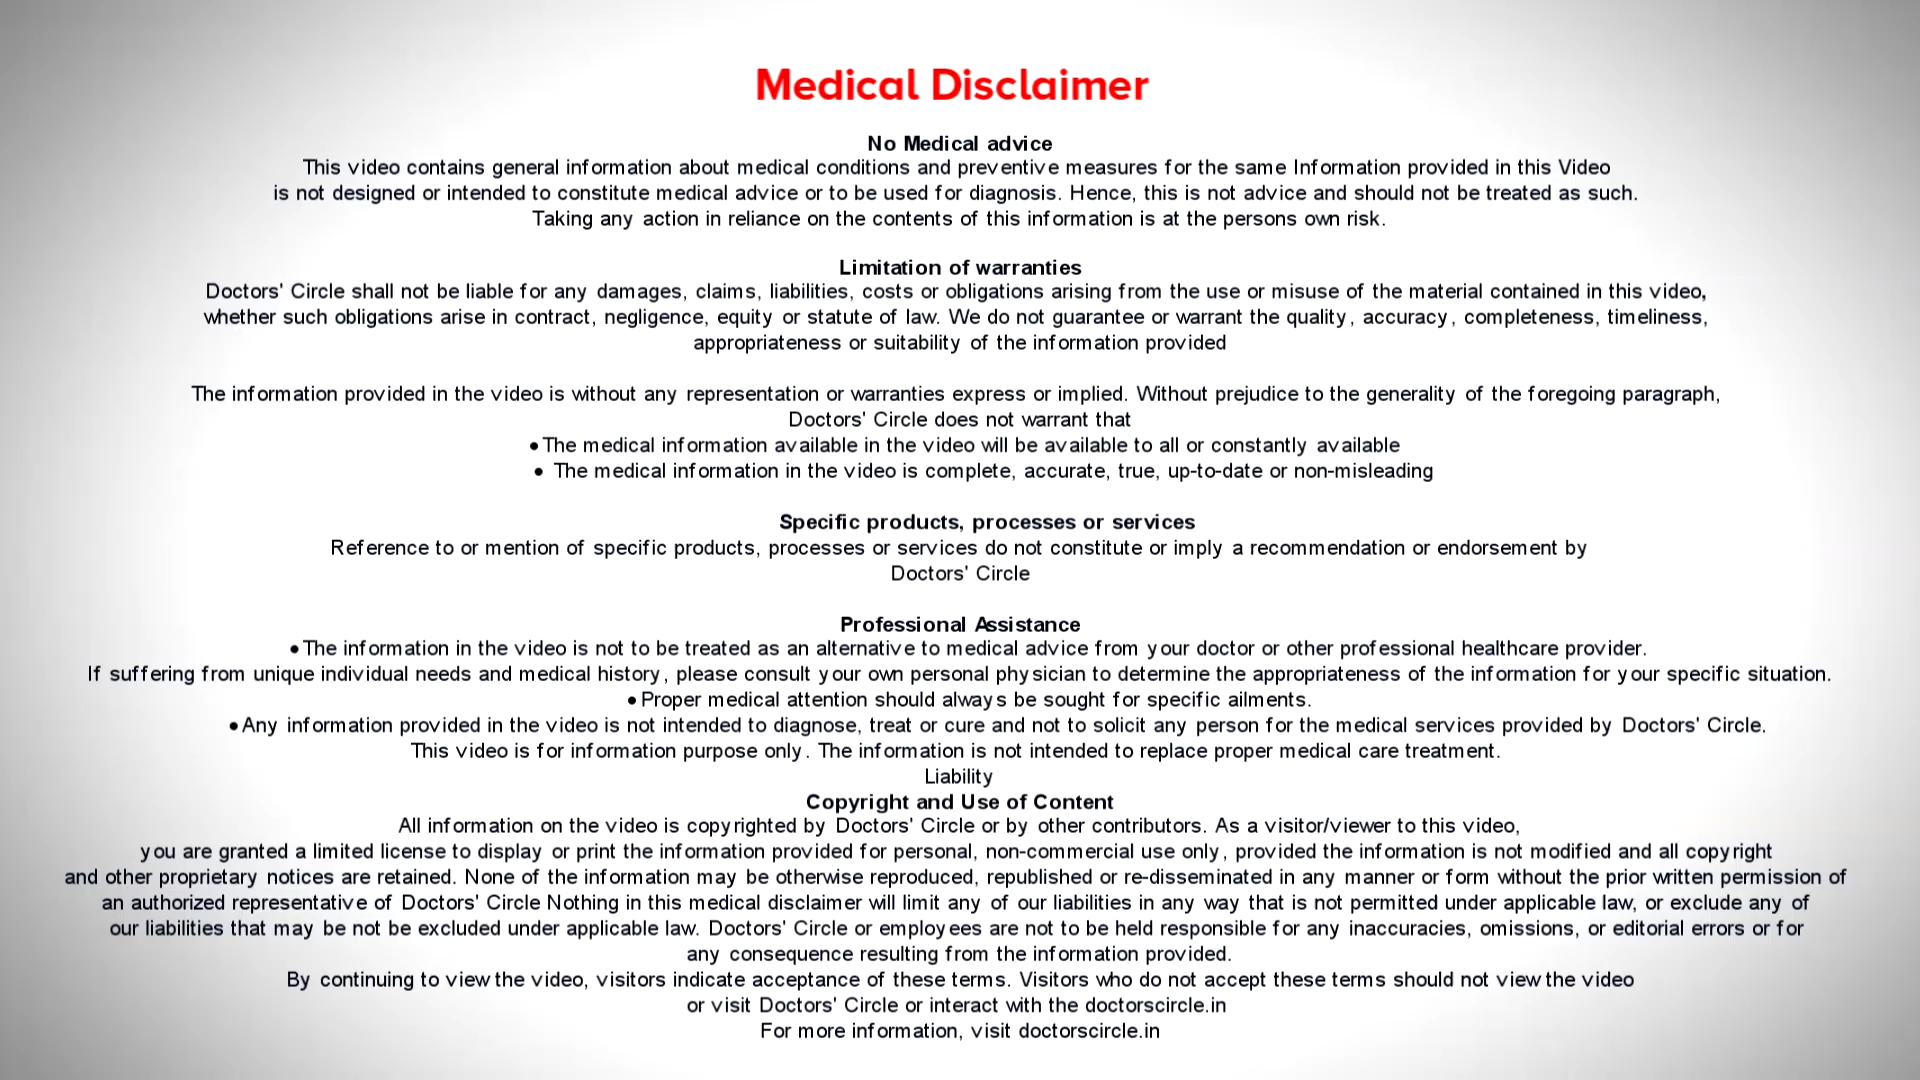 Medical Disclaimer
No Medical advice
This video contains general information about medical conditions and preventive measures for the same Information provided in this Video
is not designed or intended to constitute medical advice or to be used for diagnosis. Hence, this is not advice and should not be treated as such.
Taking any action in reliance on the contents of this information is at the persons own risk.
Limitation of warranties
Doctors' Circle shall not be liable for any damages, claims, liabilities, costs or obligations arising from the use or misuse of the material contained in this video,
whether such obligations arise in contract, negligence, equity or statute of law. We do not guarantee or warrant the quality, accuracy, completeness, timeliness,
appropriateness or suitability of the information provided
The information provided in the video is without any representation or warranties express or implied. Without prejudice to the generality of the foregoing paragraph,
Doctors' Circle does not warrant that
• The medical information available in the video will be available to all or constantly available
• The medical information in the video is complete, accurate, true, up-to-date or non-misleading
Specific products, processes or services
Reference to or mention of specific products, processes or services do not constitute or imply a recommendation or endorsement by
Doctors' Circle
Professional Assistance
• The information in the video is not to be treated as an alternative to medical advice from your doctor or other professional healthcare provider.
If suffering from unique individual needs and medical history, please consult your own personal physician to determine the appropriateness of the information for your specific situation.
• Proper medical attention should always be sought for specific ailments.
• Any information provided in the video is not intended to diagnose, treat or cure and not to solicit any person for the medical services provided by Doctors' Circle.
This video is for information purpose only. The information is not intended to replace proper medical care treatment.
Liability
Copyright and Use of Content
All information on the video is copyrighted by Doctors' Circle or by other contributors. As a visitor/viewer to this video,
you are granted a limited license to display or print the information provided for personal, non-commercial use only, provided the information is not modified and all copyright
and other proprietary notices are retained. None of the information may be otherwise reproduced, republished or re-disseminated in any manner or form without the prior written permission of
an authorized representative of Doctors' Circle Nothing in this medical disclaimer will limit any of our liabilities in any way that is not permitted under applicable law, or exclude any of
our liabilities that may be not be excluded under applicable law. Doctors' Circle or employees are not to be held responsible for any inaccuracies, omissions, or editorial errors or for
any consequence resulting from the information provided.
By continuing to view the video, visitors indicate acceptance of these terms. Visitors who do not accept these terms should not view the video
or visit Doctors' Circle or interact with the doctorscircle.in
For more information, visit doctorscircle.in